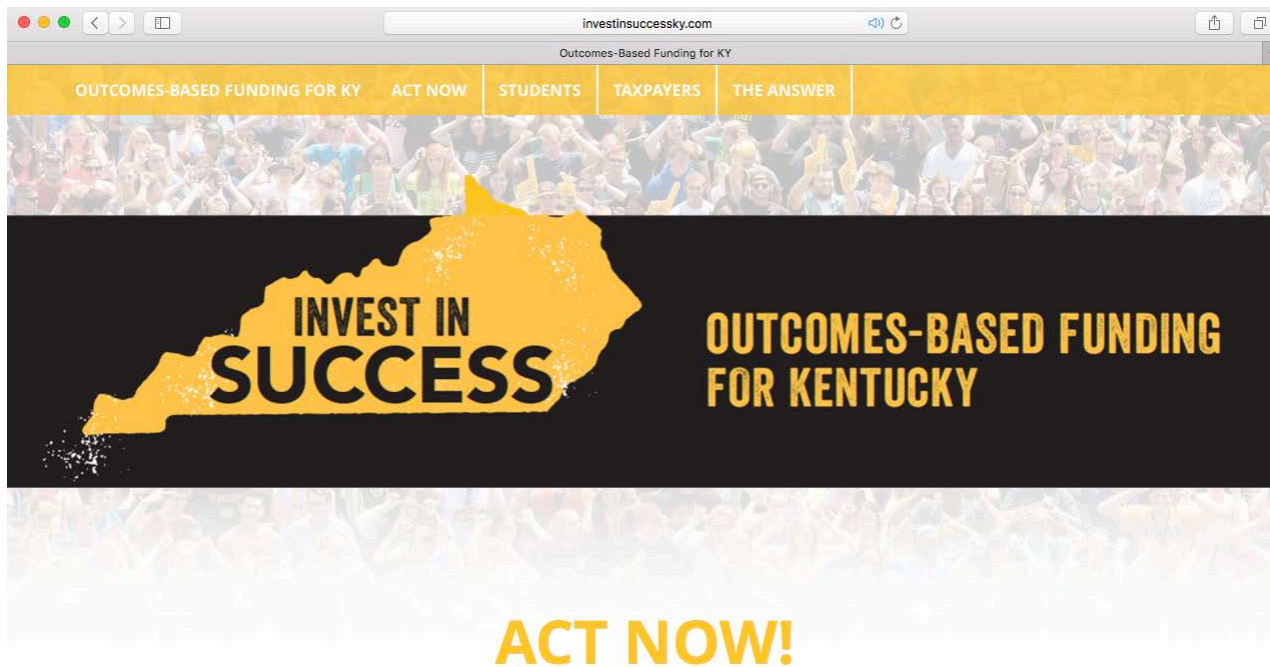 investinsuccessky.com
Outcomes-Based Funding for KY
OUTCOMES-BASED FUNDING FOR KY ACT NOW STUDENTS TAXPAYERS THE ANSWER
INVEST IN
SUCCESS
OUTCOMES-BASED FUNDING
FOR KENTUCKY
ACT NOW!